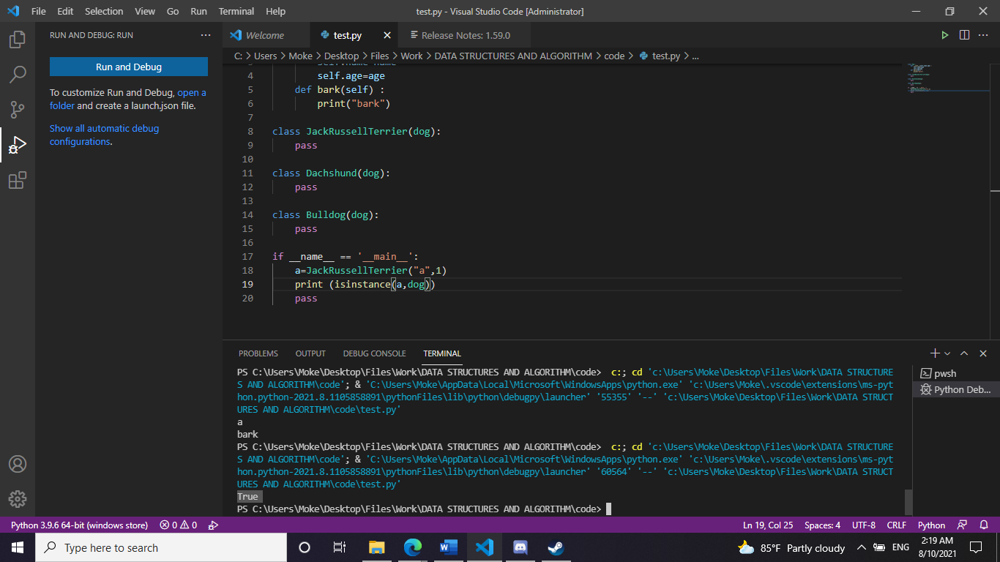 File Edit Selection View Go Run Terminal Help test.py - Visual Studio Code [Administrator]
RUN AND DEBUG: RUN ...
Run and Debug
To customize Run and Debug, open a
folder and create a launch.json file.
Show all automatic debug
configurations.
Welcome test.py Release Notes: 1.59.0
C: > Users > Moke > Desktop > Files > Work > DATA STRUCTURES AND ALGORITHM > code > test.py > ...
4 self.age=age
5 def bark(self) :
6 print("bark")
7
8 class JackRussellTerrier(dog):
9 pass
10
11 class Dachshund(dog):
12 pass
13
14 class Bulldog(dog):
15 pass
16
17 if __name__ == '__main__':
18 a=JackRussellTerrier("a",1)
19 print (isinstance(a,dog))
20 pass
PROBLEMS OUTPUT DEBUG CONSOLE TERMINAL
PS C:\Users\Moke\Desktop\Files\Work\DATA STRUCTURES AND ALGORITHM\code> c:; cd 'c:\Users\Moke\Desktop\Files\Work\DATA STRUCTURE
S AND ALGORITHM\code'; & 'C:\Users\Moke\AppData\Local\Microsoft\WindowsApps\python.exe' 'c:\Users\Moke\.vscode\extensions\ms-pyt
hon.python-2021.8.1105858891\pythonFiles\lib\python\debugpy\launcher' '55355' '--' 'c:\Users\Moke\Desktop\Files\Work\DATA STRUCT
URES AND ALGORITHM\code\test.py'
a
bark
PS C:\Users\Moke\Desktop\Files\Work\DATA STRUCTURES AND ALGORITHM\code> c:; cd 'c:\Users\Moke\Desktop\Files\Work\DATA STRUCTURE
S AND ALGORITHM\code'; & 'C:\Users\Moke\AppData\Local\Microsoft\WindowsApps\python.exe' 'c:\Users\Moke\.vscode\extensions\ms-pyt
hon.python-2021.8.1105858891\pythonFiles\lib\python\debugpy\launcher' '60564' '--' 'c:\Users\Moke\Desktop\Files\Work\DATA STRUCT
URES AND ALGORITHM\code\test.py'
True
PS C:\Users\Moke\Desktop\Files\Work\DATA STRUCTURES AND ALGORITHM\code>
pwsh
Python Deb...
Python 3.9.6 64-bit (windows store) 0 0 Ln 19, Col 25 Spaces: 4 UTF-8 CRLF Python
Type here to search
85°F Partly cloudy ENG
2:19 AM
8/10/2021